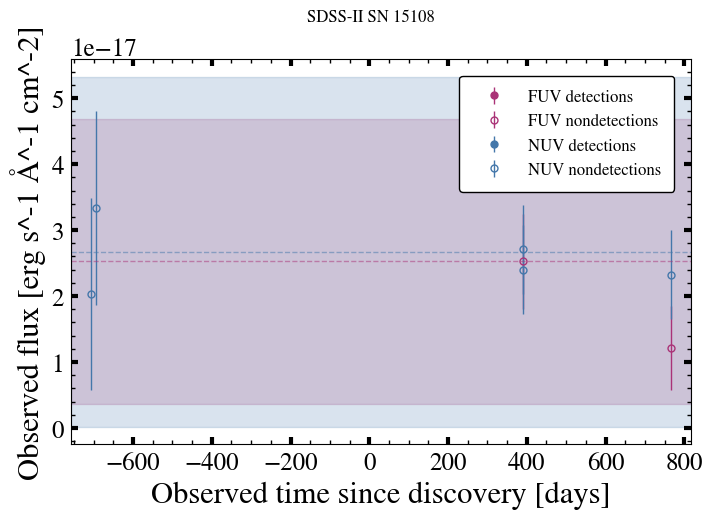 SDSS-II SN 15108
1e−17
Observed flux [erg s^-1 Å^-1 cm^-2]
5
4
3
2
1
0
FUV detections
FUV nondetections
NUV detections
NUV nondetections
−600 −400 −200 0 200 400 600 800
Observed time since discovery [days]